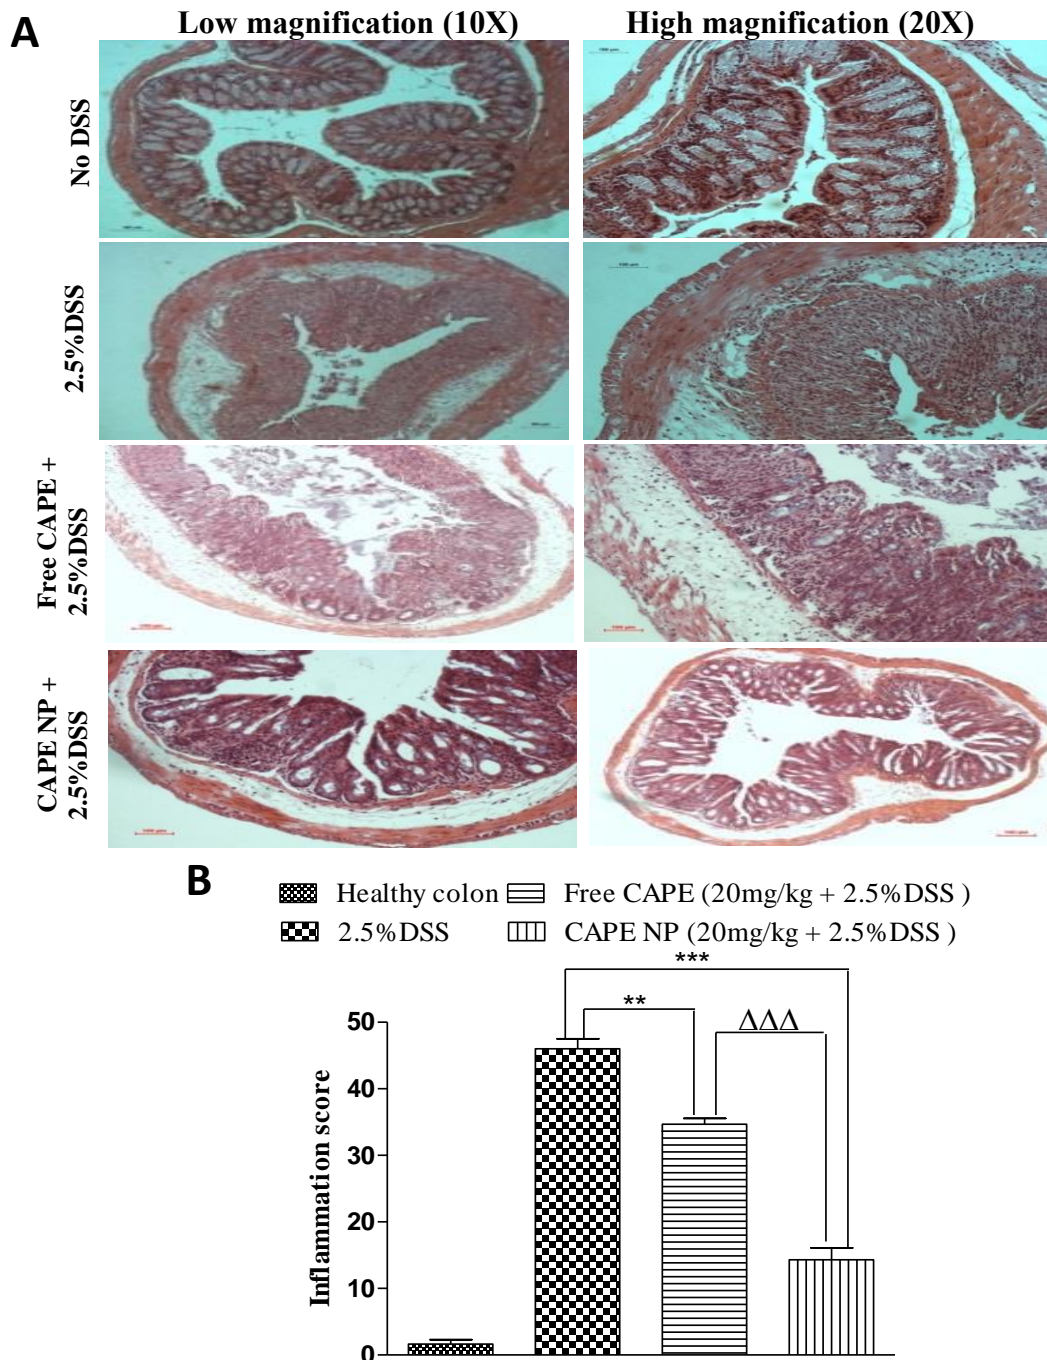 A
Low magnification (10X)
High magnification (20X)
No DSS
2.5%DSS
Free CAPE +
2.5%DSS
CAPE NP +
2.5%DSS
B
Healthy colon
Free CAPE (20mg/kg + 2.5%DSS )
2.5%DSS
CAPE NP (20mg/kg + 2.5%DSS )
***
**
ΔΔΔ
Inflammation score
50
40
30
20
10
0